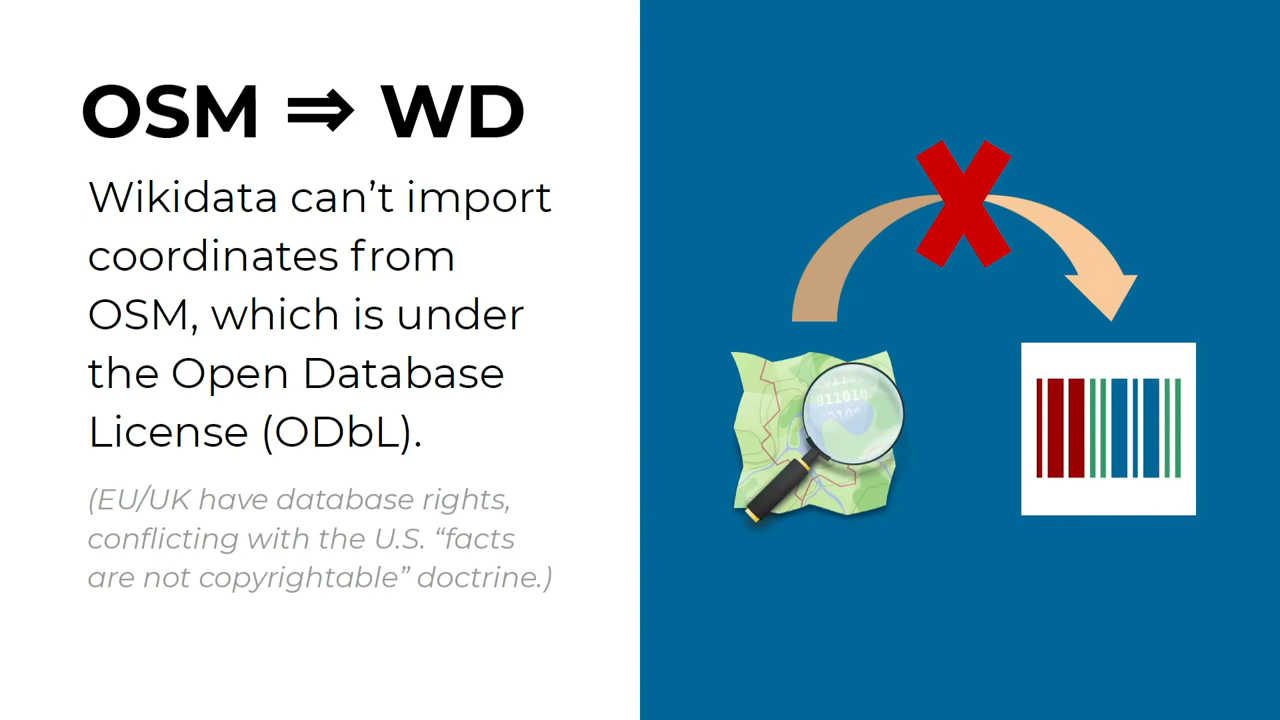 OSM ⇒ WD
Wikidata can’t import
coordinates from
OSM, which is under
the Open Database
License (ODbL).
(EU/UK have database rights,
conflicting with the U.S. “facts
are not copyrightable” doctrine.)
011010